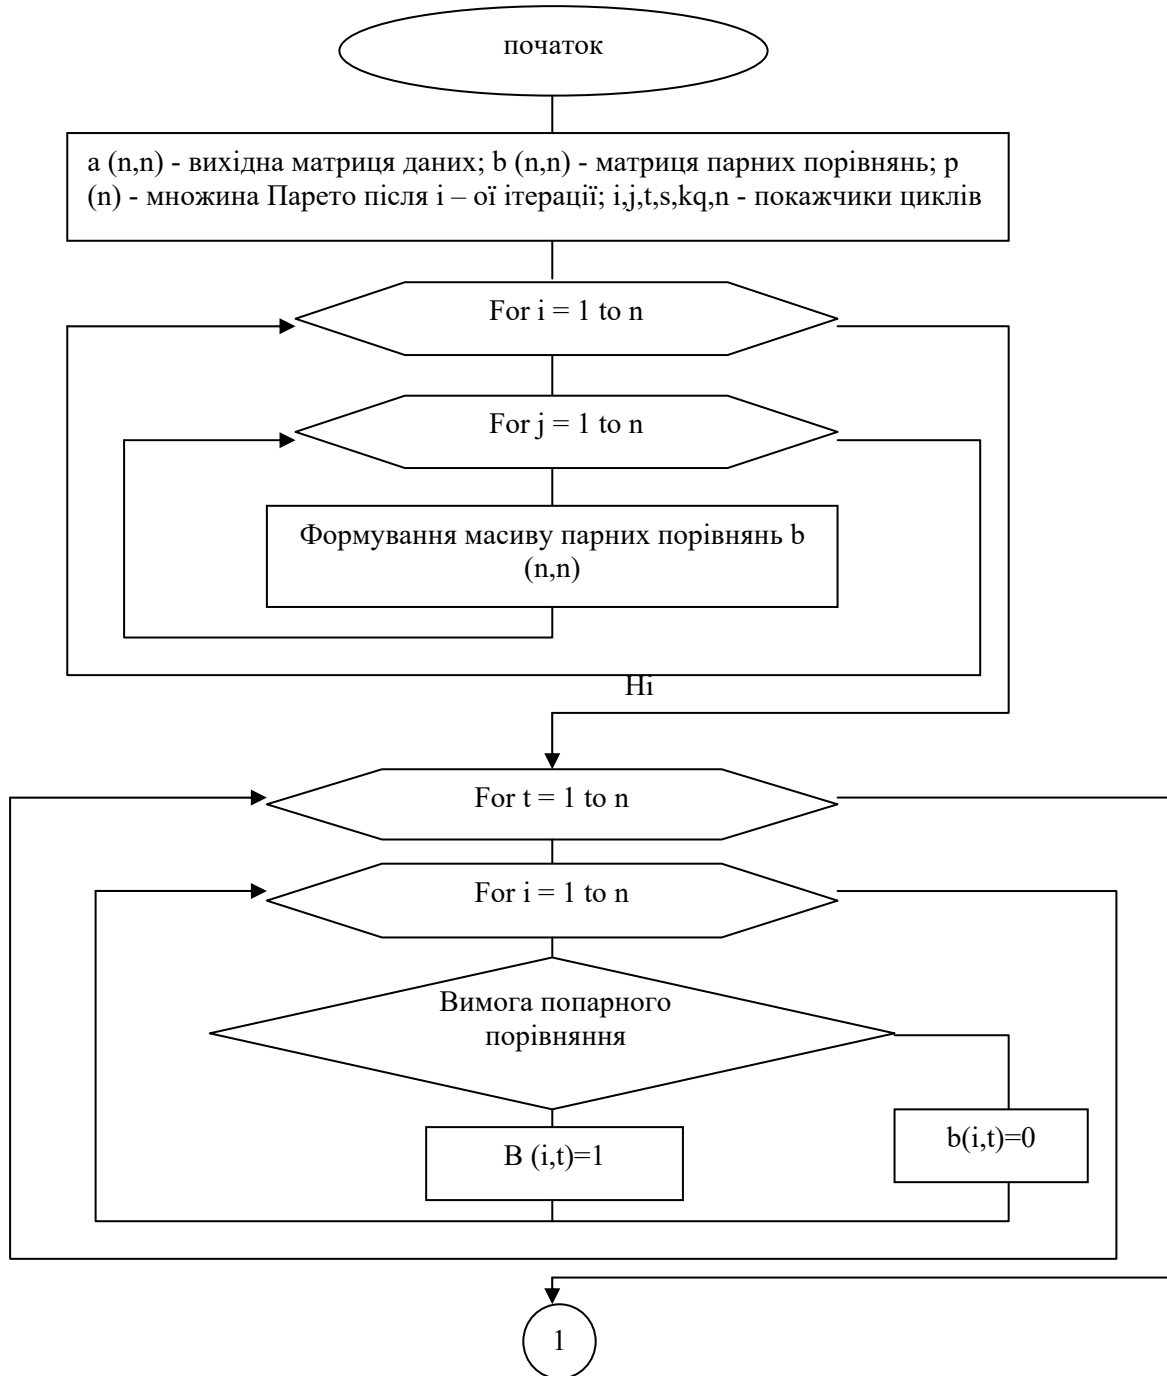 початок
a (n,n) - вихідна матриця даних; b (n,n) - матриця парних порівнянь; p
(n) - множина Парето після i – ої ітерації; i,j,t,s,kq,n - покажчики циклів
For i = 1 to n
For j = 1 to n
Формування масиву парних порівнянь b
(n,n)
Ні
For t = 1 to n
For i = 1 to n
Вимога попарного
порівняння
B (i,t)=1
b(i,t)=0
1